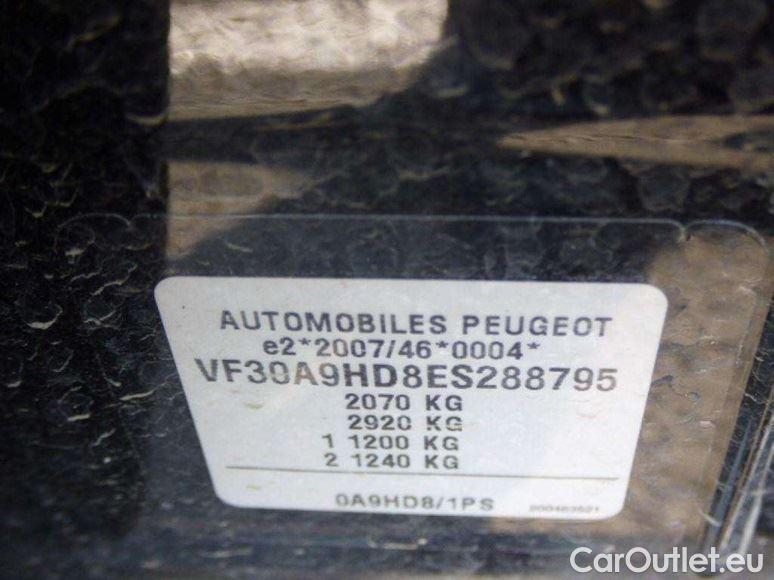 AUTOMOBILES PEUGEOT
e2*2007/46*0004*
VF30A9HD8ES288795
2070 KG
2920 KG
1 1200 KG
2 1240 KG
0A9HD8/1PS
CarOutlet.eu